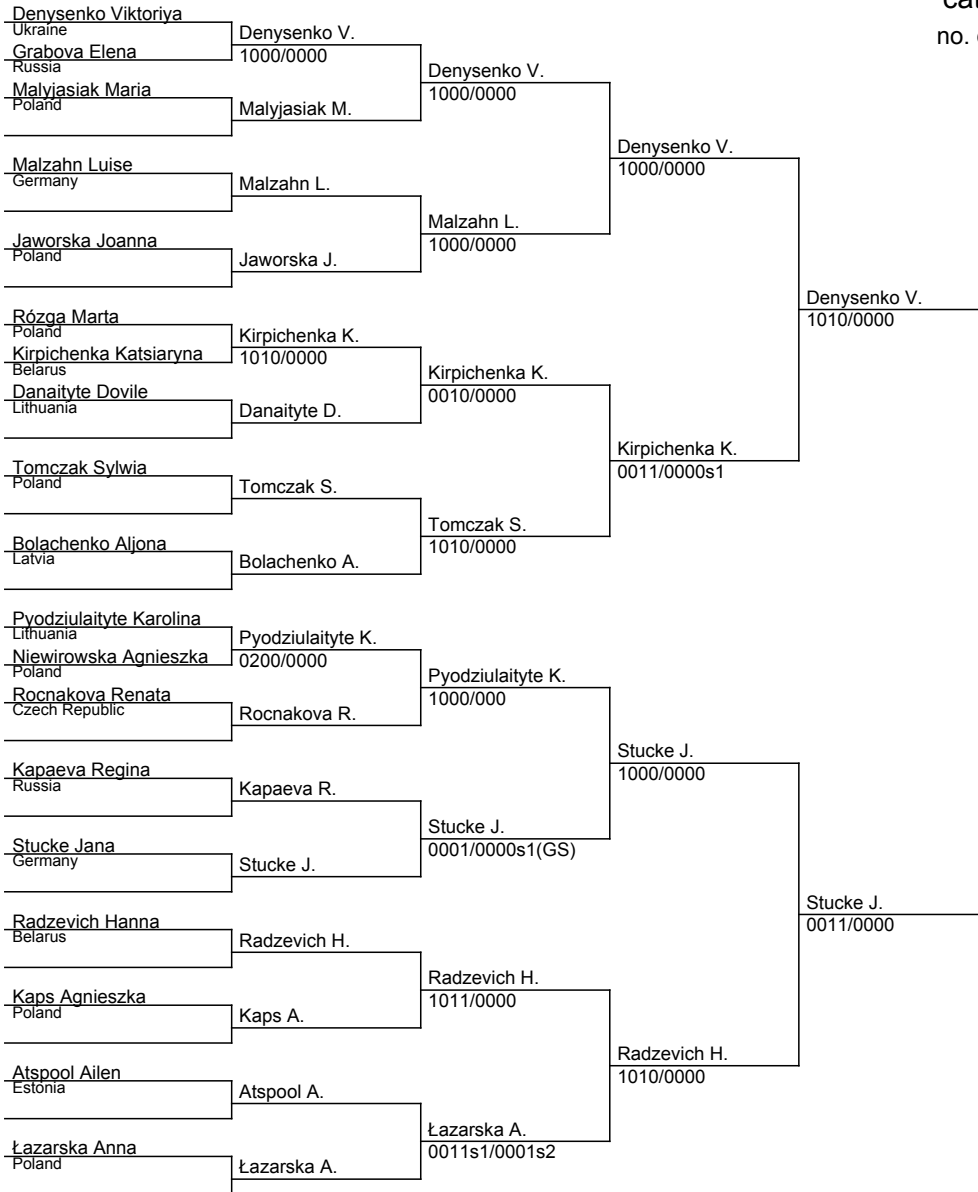 Denysenko Viktoriya
Ukraine
Grabova Elena
Russia
Malyjasiak Maria
Poland
Malzahn Luise
Germany
Jaworska Joanna
Poland
Rózga Marta
Poland
Kirpichenka Katsiaryna
Belarus
Danaityte Dovile
Lithuania
Tomczak Sylwia
Poland
Bolachenko Aljona
Latvia
Pyodziulaityte Karolina
Lithuania
Niewirowska Agnieszka
Poland
Rocnakova Renata
Czech Republic
Kapaeva Regina
Russia
Stucke Jana
Germany
Radzevich Hanna
Belarus
Kaps Agnieszka
Poland
Atspool Ailen
Estonia
Łazarska Anna
Poland
Denysenko V.
1000/0000
Malyjasiak M.
Malzahn L.
Jaworska J.
Kirpichenka K.
1010/0000
Danaityte D.
Tomczak S.
Bolachenko A.
Pyodziulaityte K.
0200/0000
Rocnakova R.
Kapaeva R.
Stucke J.
Radzevich H.
Kaps A.
Atspool A.
Łazarska A.
Denysenko V.
1000/0000
Malzahn L.
1000/0000
Kirpichenka K.
0010/0000
Tomczak S.
1010/0000
Pyodziulaityte K.
1000/000
Stucke J.
0001/0000s1(GS)
Radzevich H.
1011/0000
Łazarska A.
0011s1/0001s2
Denysenko V.
1000/0000
Kirpichenka K.
0011/0000s1
Stucke J.
1000/0000
Radzevich H.
1010/0000
Denysenko V.
1010/0000
Stucke J.
0011/0000
no.